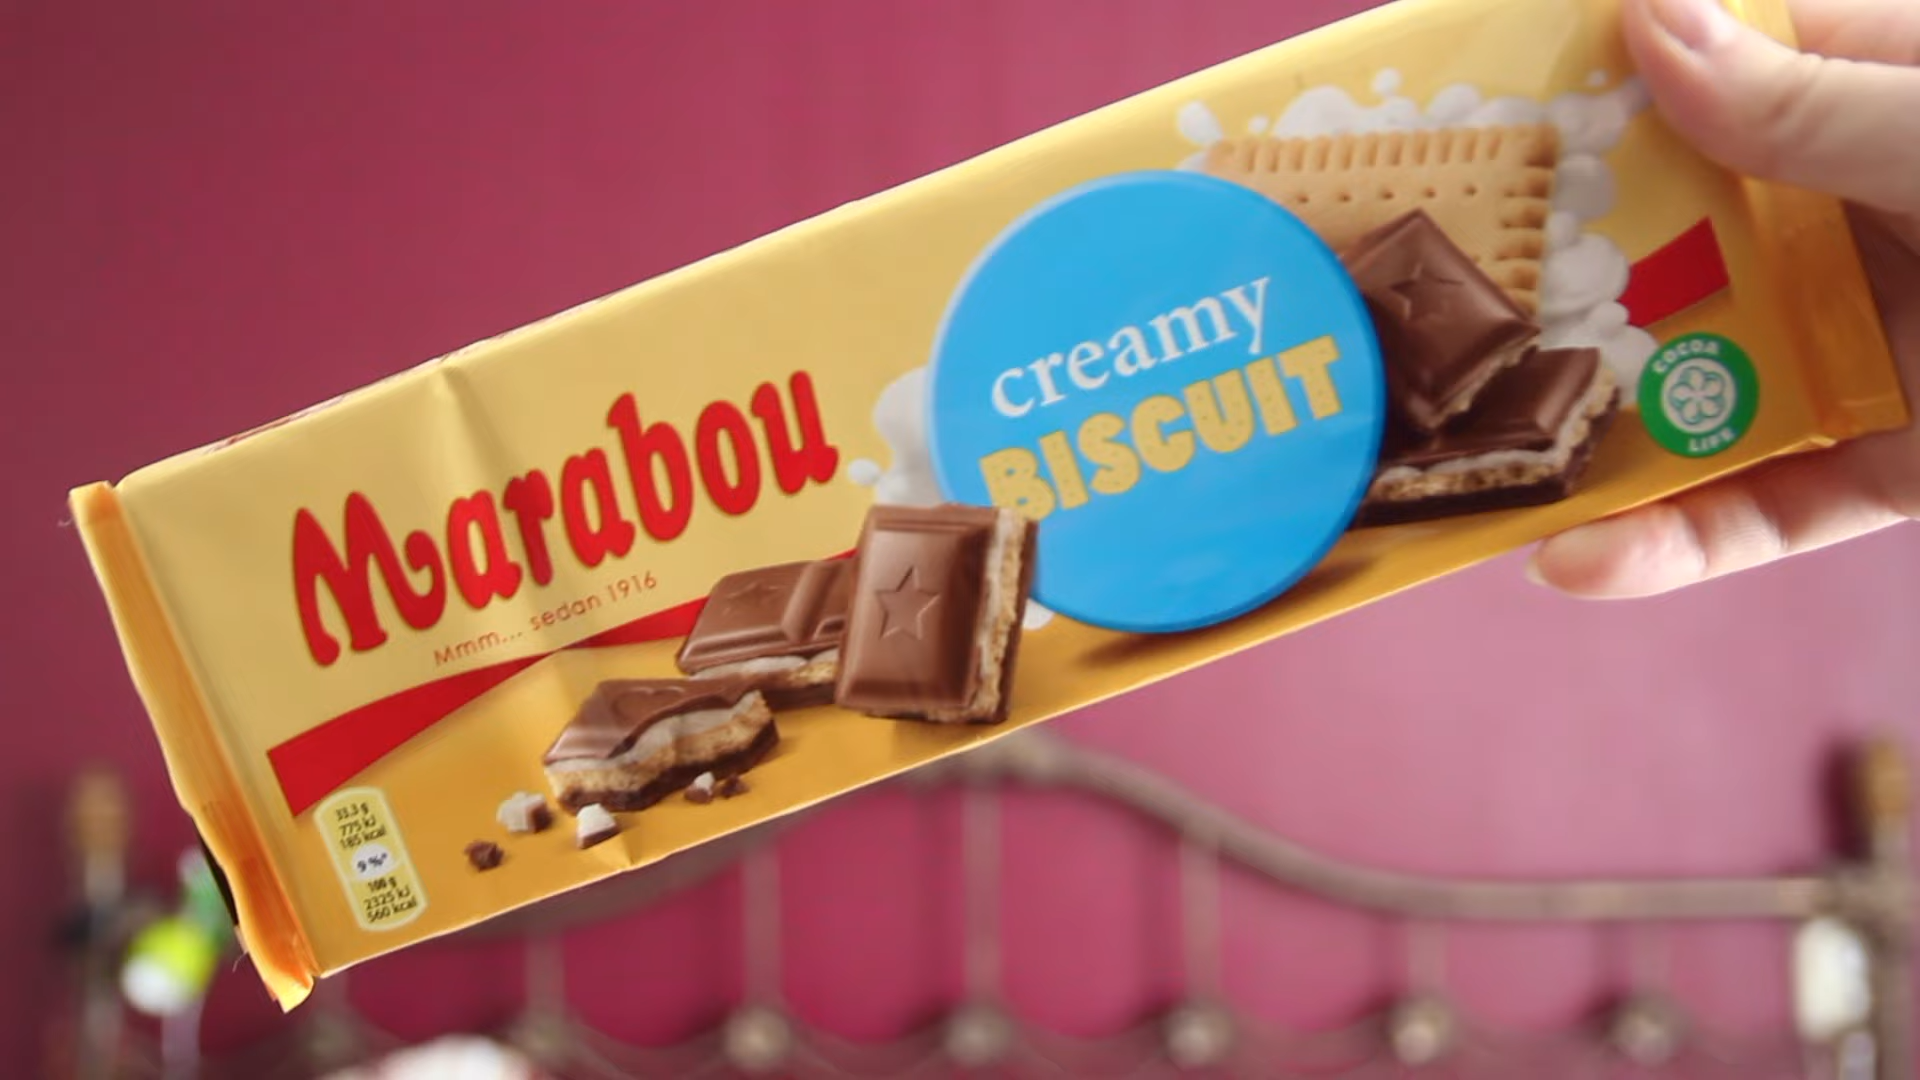 Marabou
Mmm... sedan 1916
creamy
BISCUIT
COCOA
LIFE
33,3 g
775 kJ
185 kcal
9 %*
100 g
2325 kJ
560 kcal